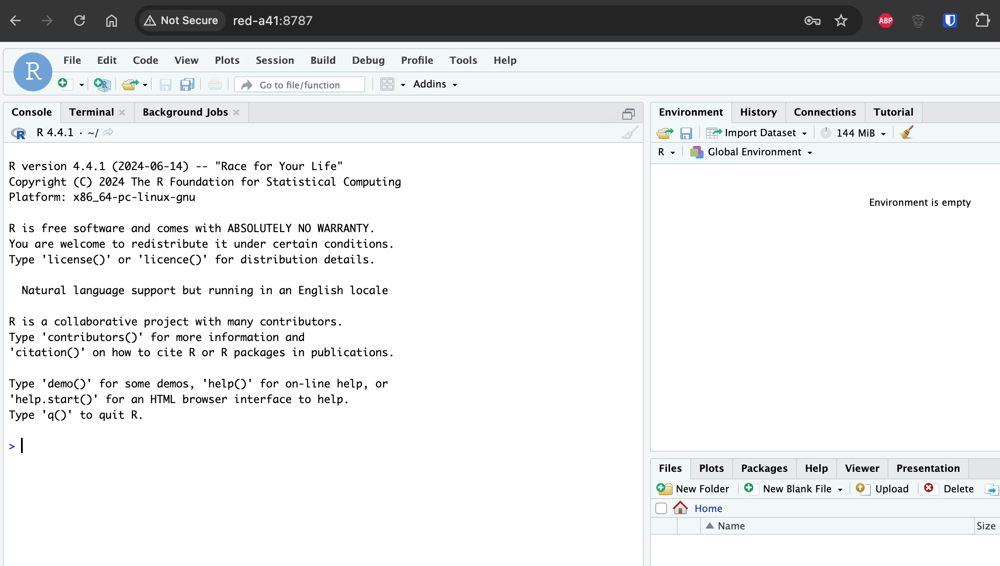 Not Secure red-a41:8787
ABP
R
File Edit Code View Plots Session Build Debug Profile Tools Help
R Go to file/function Addins
Console Terminal Background Jobs
R R 4.4.1 · ~/
R version 4.4.1 (2024-06-14) -- "Race for Your Life"
Copyright (C) 2024 The R Foundation for Statistical Computing
Platform: x86_64-pc-linux-gnu
R is free software and comes with ABSOLUTELY NO WARRANTY.
You are welcome to redistribute it under certain conditions.
Type 'license()' or 'licence()' for distribution details.
Natural language support but running in an English locale
R is a collaborative project with many contributors.
Type 'contributors()' for more information and
'citation()' on how to cite R or R packages in publications.
Type 'demo()' for some demos, 'help()' for on-line help, or
'help.start()' for an HTML browser interface to help.
Type 'q()' to quit R.
>
Environment History Connections Tutorial
Import Dataset 144 MiB
R Global Environment
Environment is empty
Files Plots Packages Help Viewer Presentation
New Folder New Blank File Upload Delete
Home
Name Size